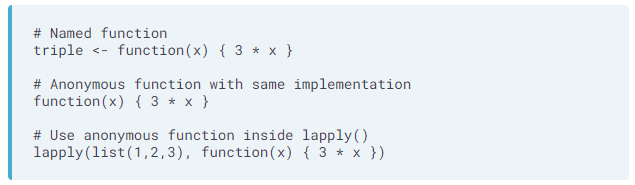 # Named function
triple <- function(x) { 3 * x }
# Anonymous function with same implementation
function(x) { 3 * x }
# Use anonymous function inside lapply()
lapply(list(1,2,3), function(x) { 3 * x })